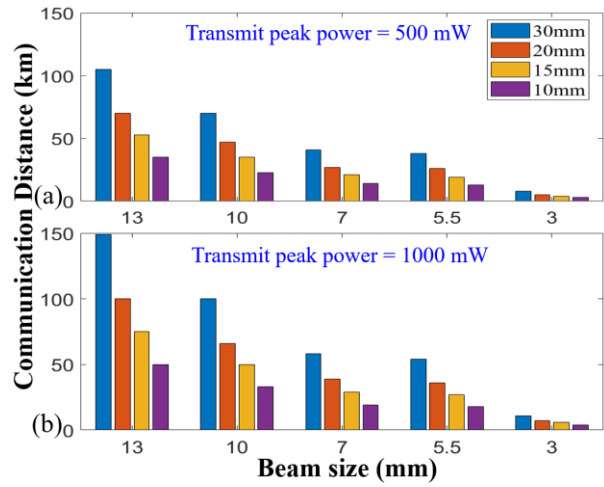 150
Transmit peak power = 500 mW
30mm
20mm
15mm
10mm
100
50
0
(a)
13 10 7 5.5 3
Communication Distance (km)
150
Transmit peak power = 1000 mW
100
50
0
(b)
13 10 7 5.5 3
Beam size (mm)